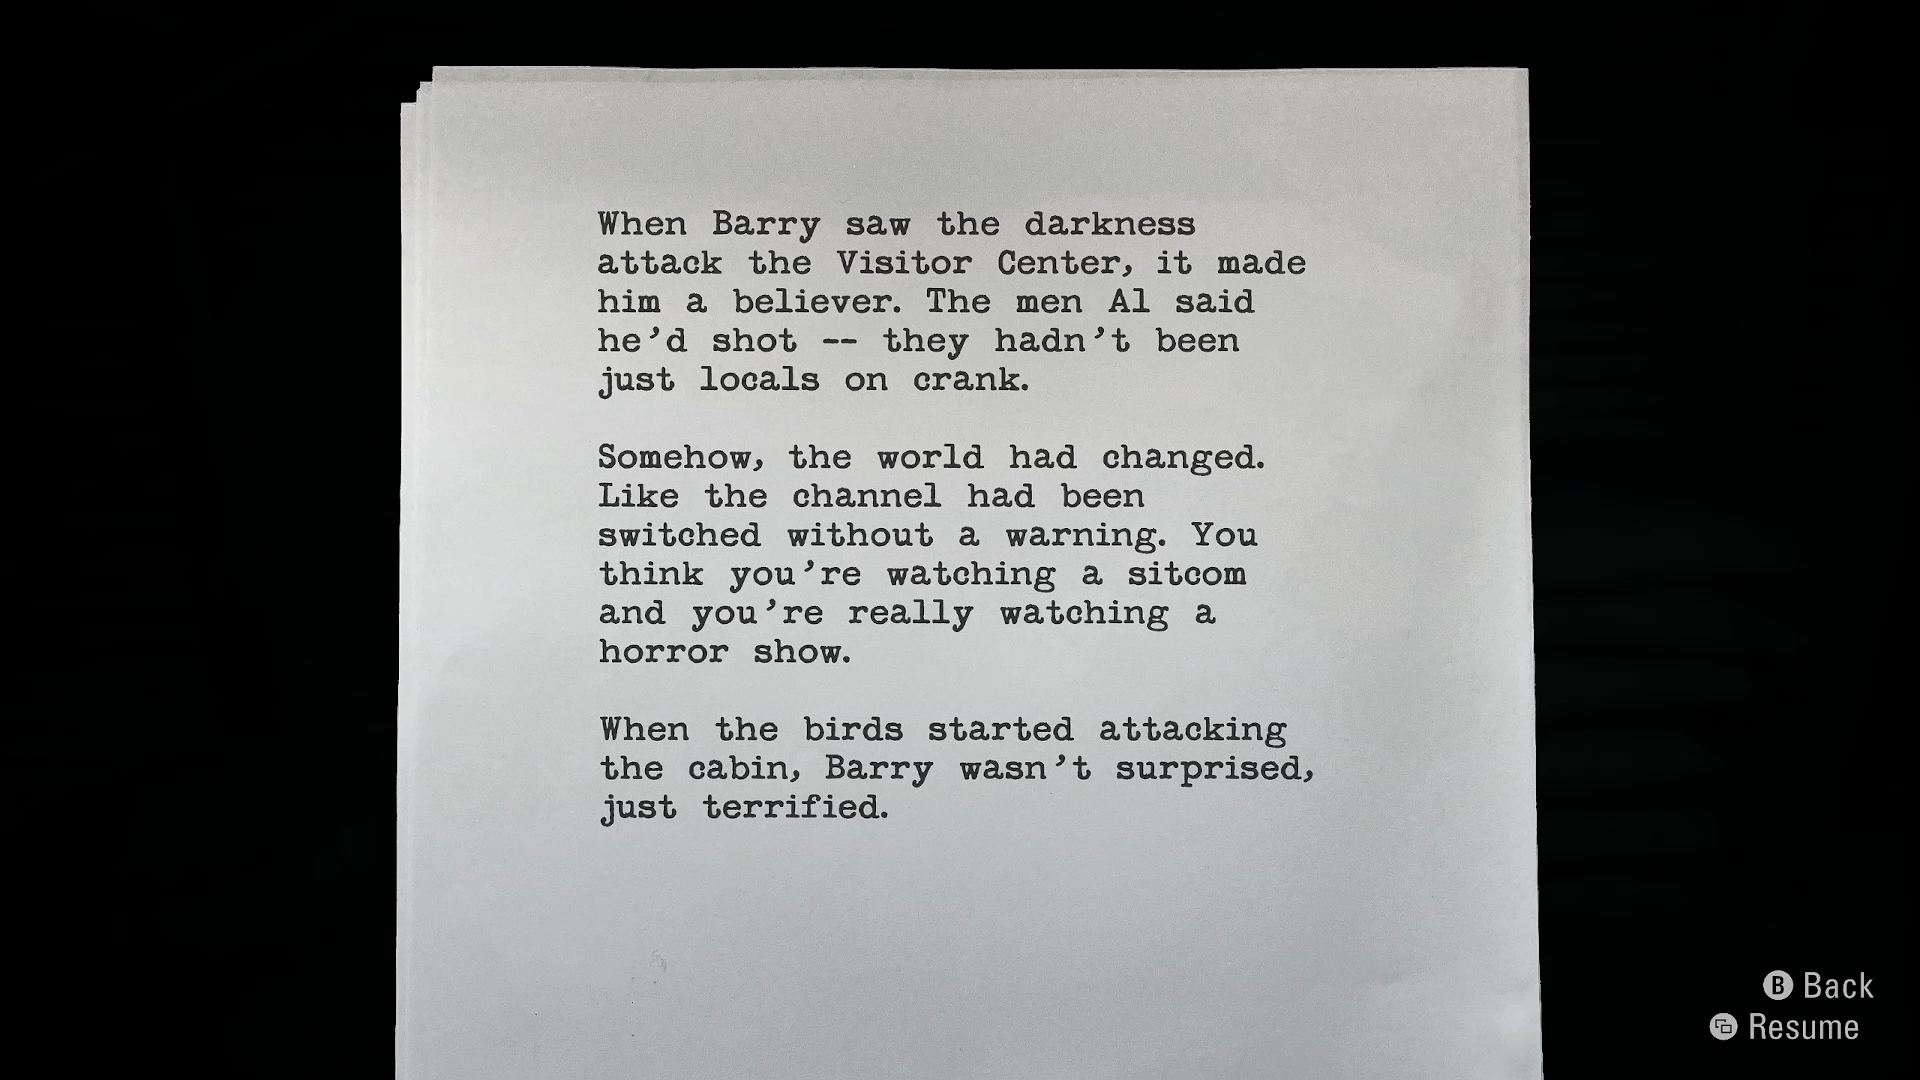 When Barry saw the darkness
attack the Visitor Center, it made
him a believer. The men Al said
he’d shot -- they hadn’t been
just locals on crank.
Somehow, the world had changed.
Like the channel had been
switched without a warning. You
think you’re watching a sitcom
and you’re really watching a
horror show.
When the birds started attacking
the cabin, Barry wasn’t surprised,
just terrified.
B Back
Resume